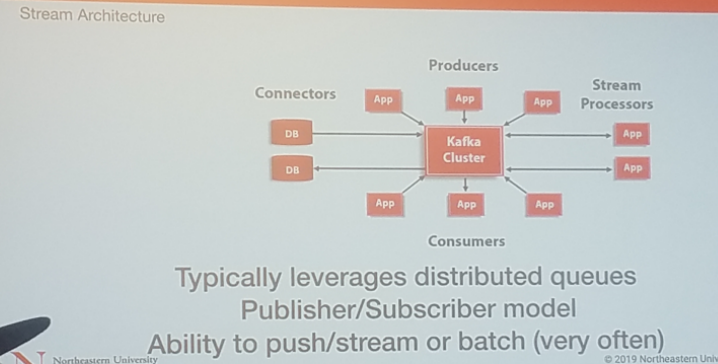 Stream Architecture
Producers
Connectors
App
App
App
Stream
Processors
DB
Kafka
Cluster
App
DB
App
App
App
App
Consumers
Typically leverages distributed queues
Publisher/Subscriber model
Ability to push/stream or batch (very often)
Northeastern University
© 2019 Northeastern Univ